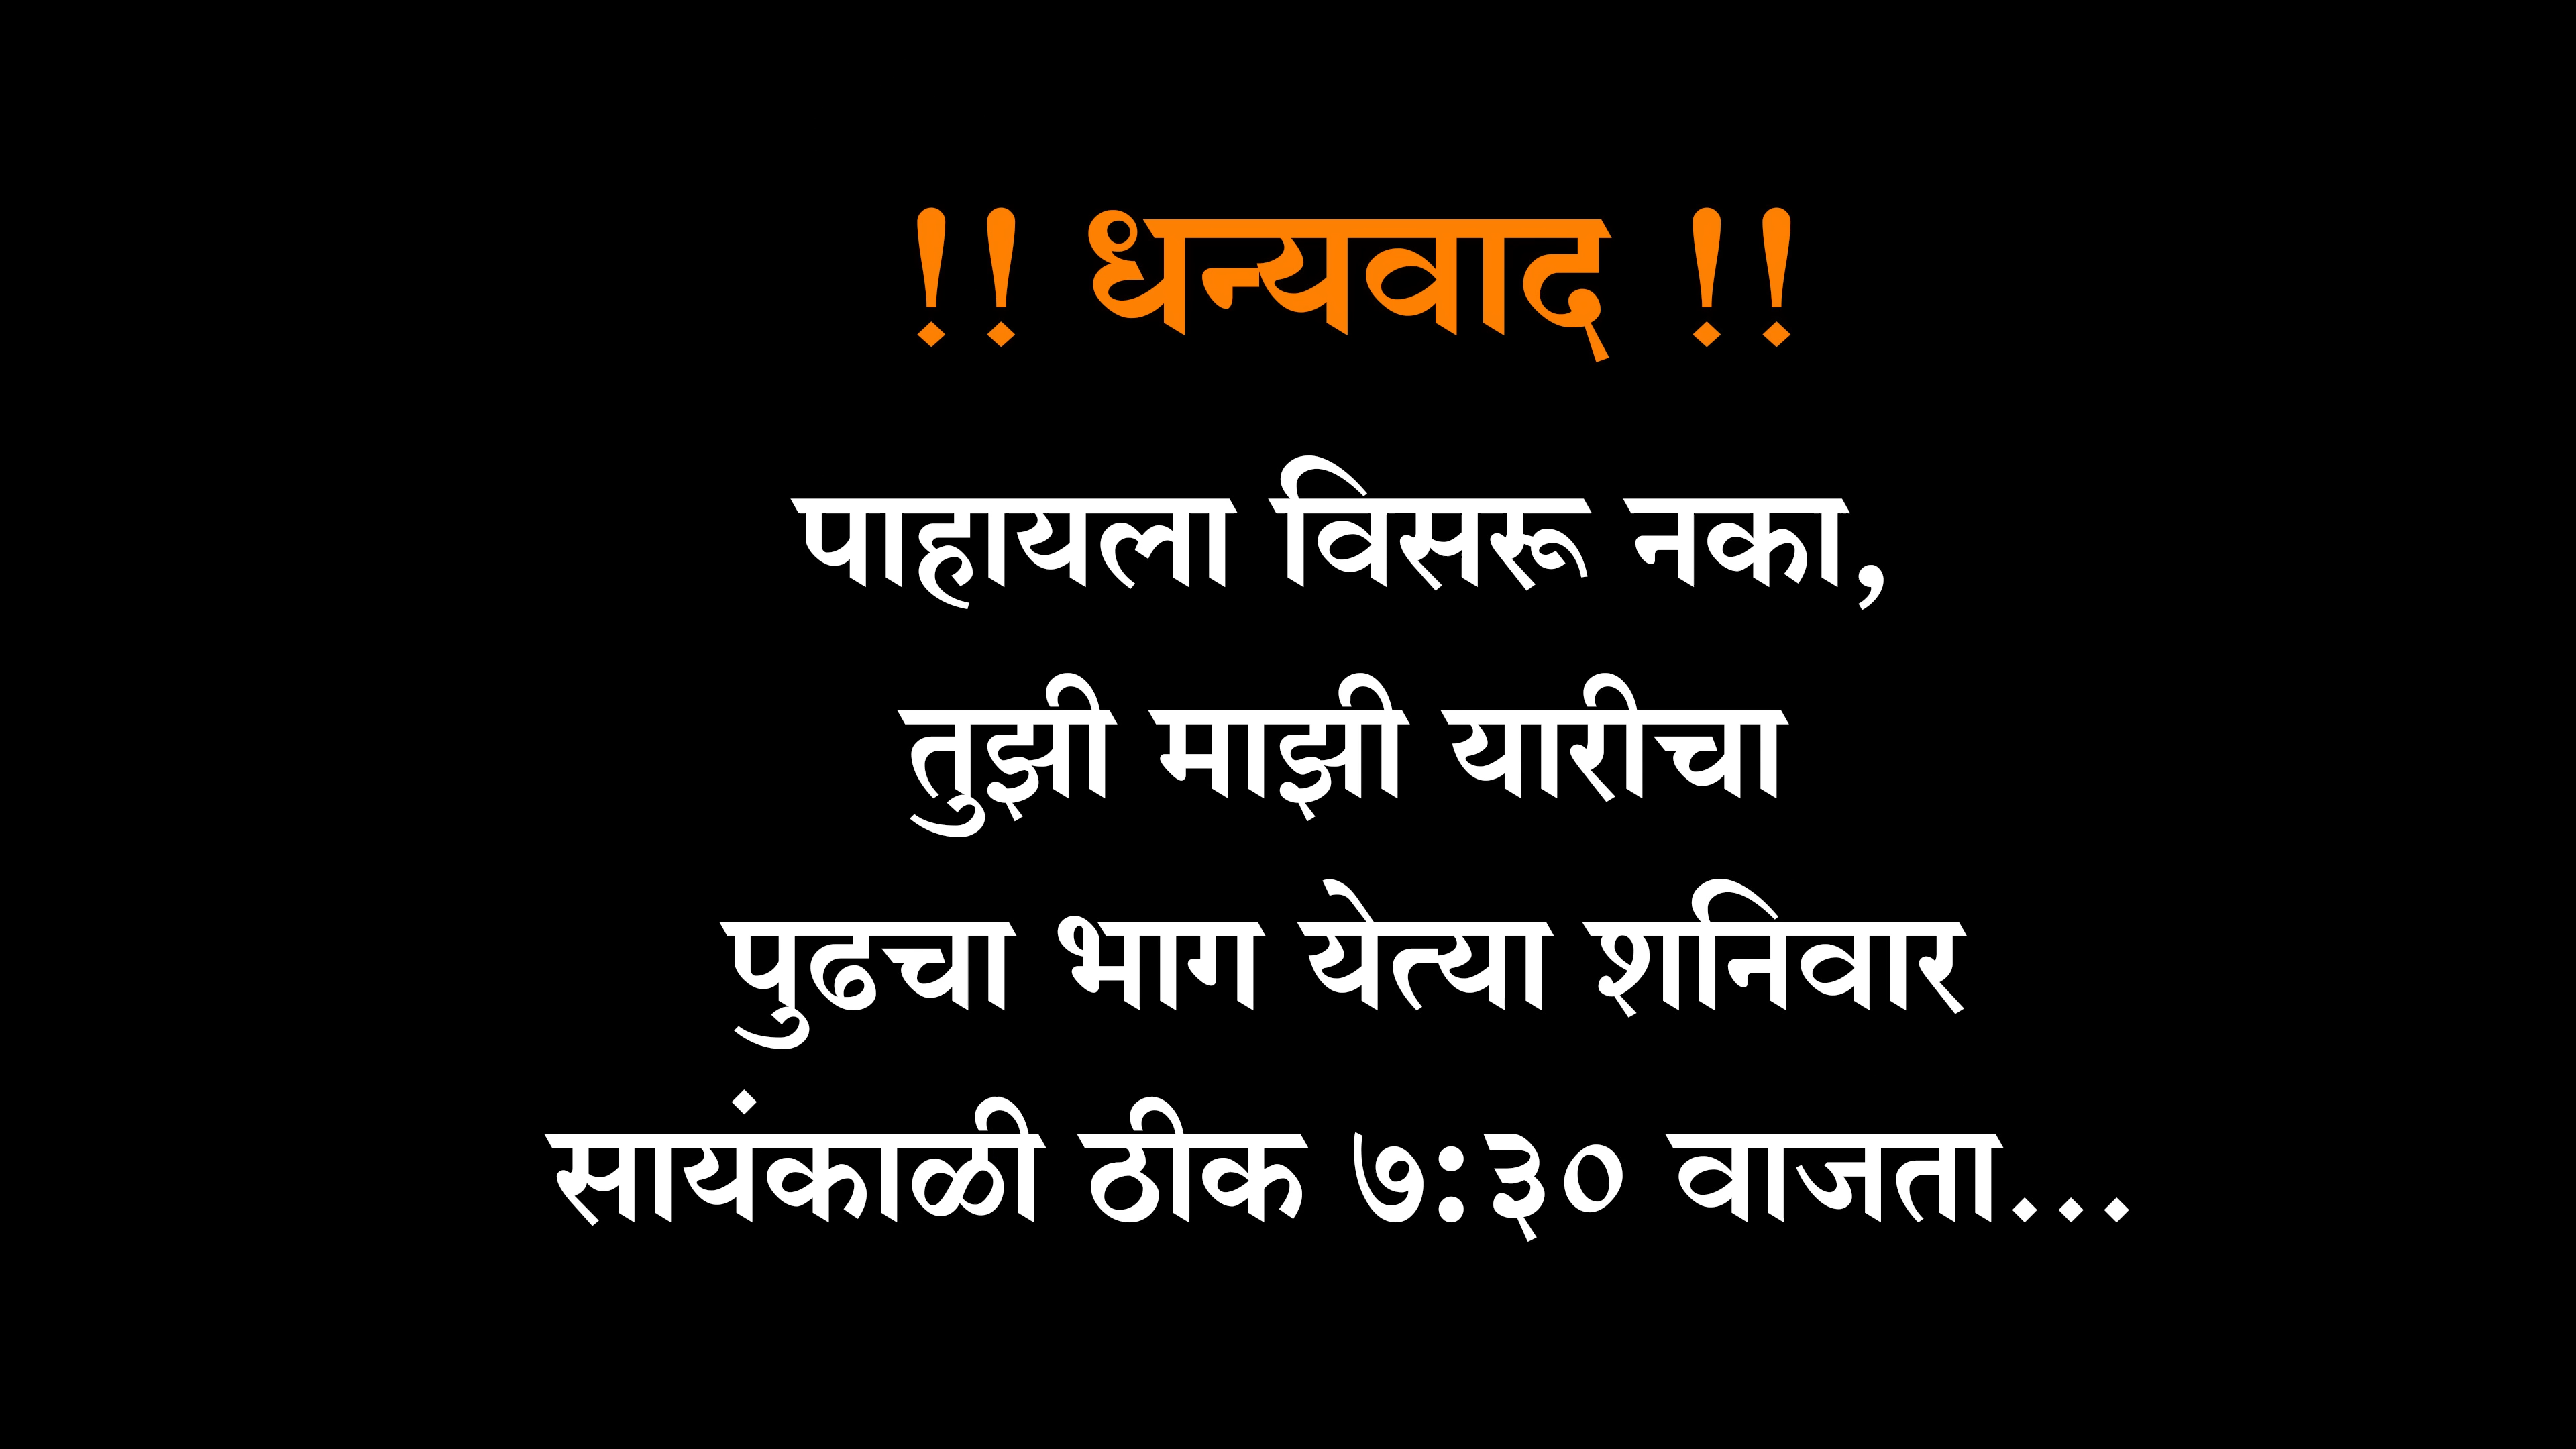 !! धन्यवाद !!
पाहायला विसरू नका,
तुझी माझी यारीचा
पुढचा भाग येत्या शनिवार
सायंकाळी ठीक ७:३० वाजता...